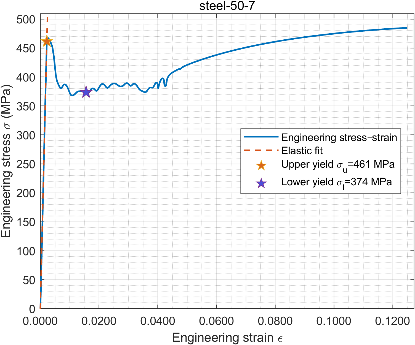 steel-50-7
Engineering stress σ (MPa)
500
450
400
350
300
250
200
150
100
50
0
Engineering stress-strain
Elastic fit
Upper yield σu=461 MPa
Lower yield σl=374 MPa
0.0000 0.0200 0.0400 0.0600 0.0800 0.1000 0.1200
Engineering strain ϵ